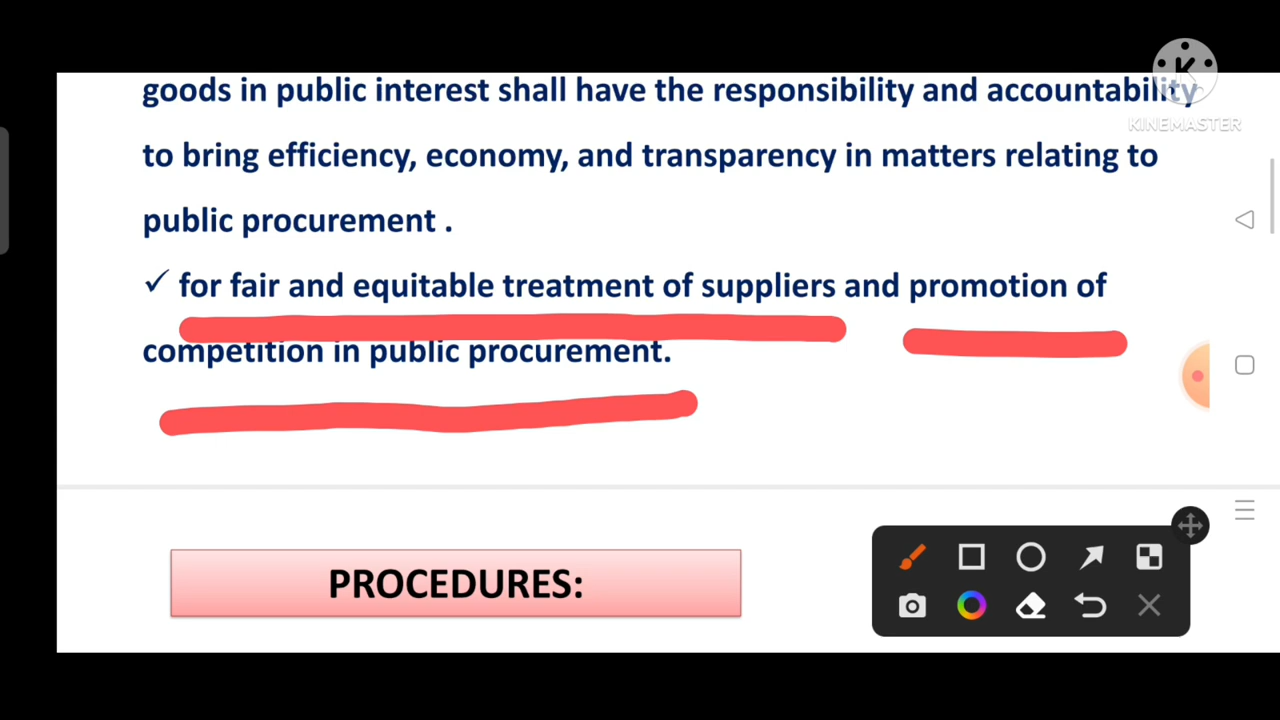 goods in public interest shall have the responsibility and accountability
KINEMASTER
to bring efficiency, economy, and transparency in matters relating to
public procurement .
✓ for fair and equitable treatment of suppliers and promotion of
competition in public procurement.
PROCEDURES: